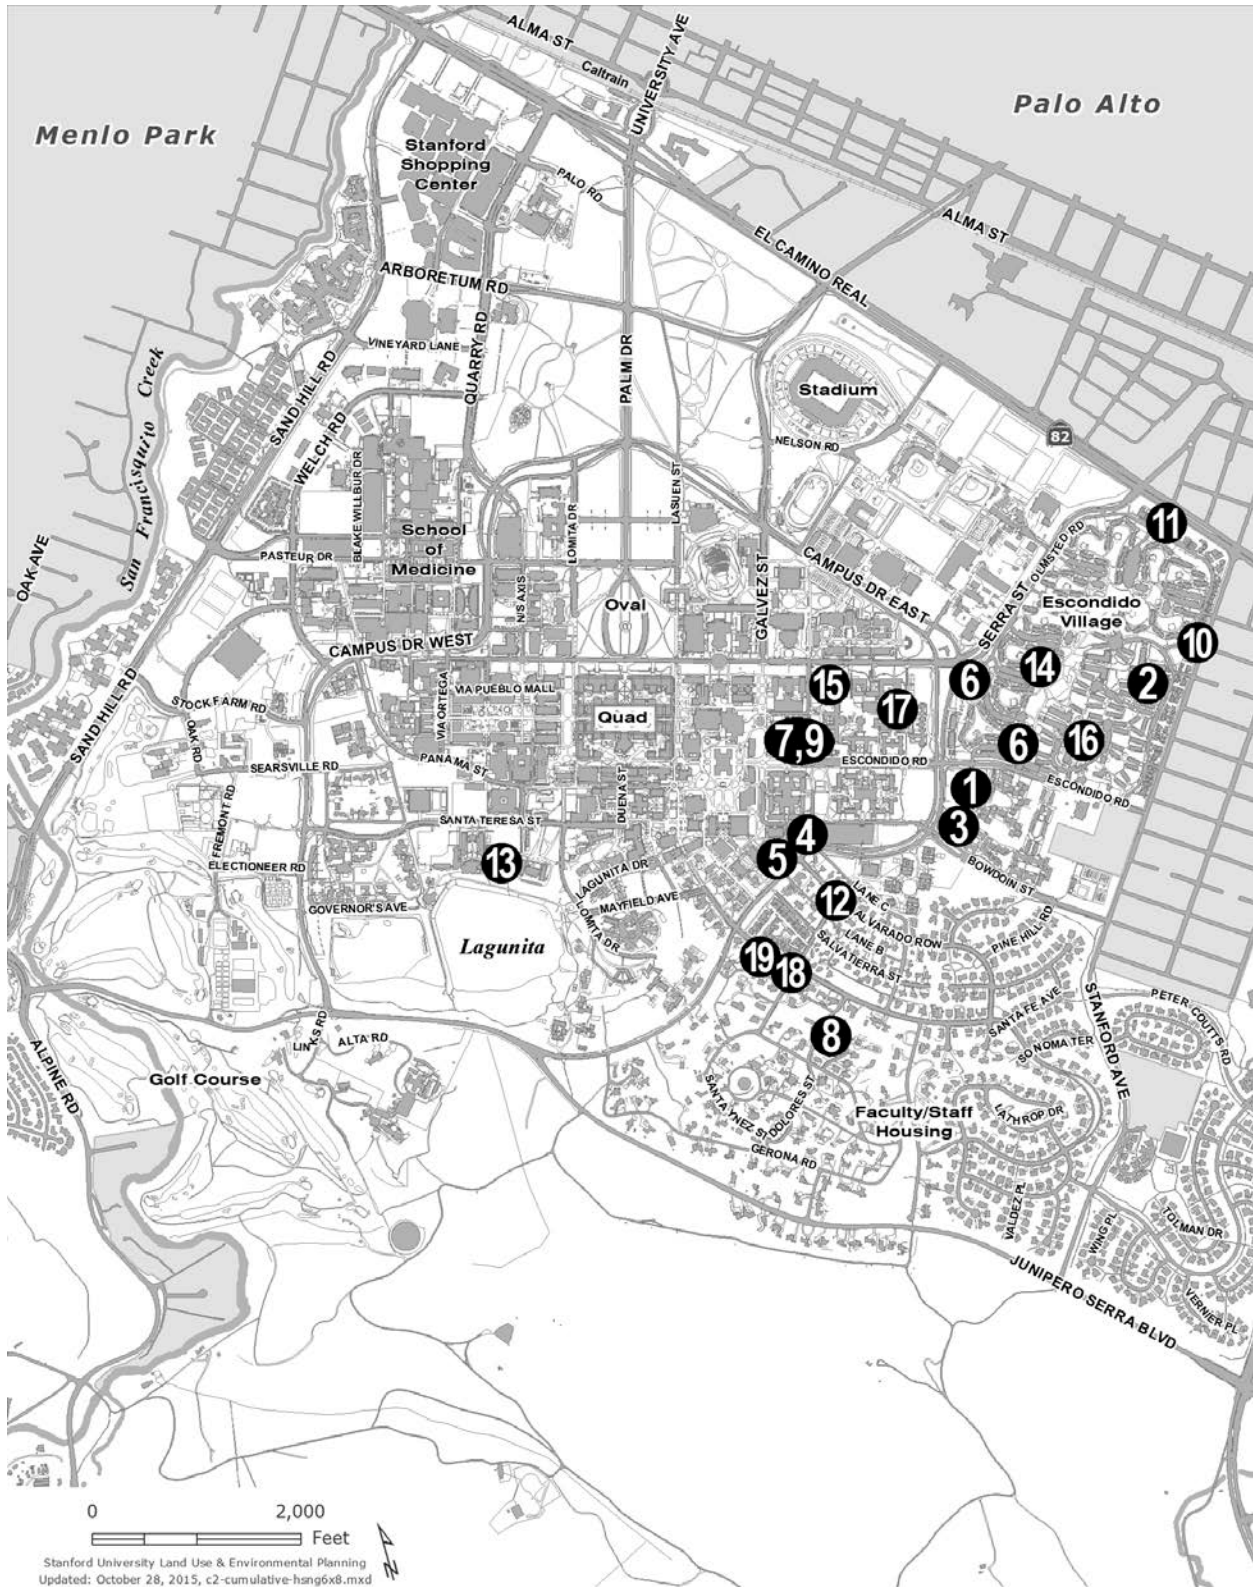 ALMA ST
Caltrain
UNIVERSITY AVE
Palo Alto
Menlo Park
Stanford
Shopping
Center
PALO RD
ALMA ST
EL CAMINO REAL
ARBORETUM RD
VINEYARD LANE
QUARRY RD
PALM DR
Stadium
San Francisquito Creek
SAND HILL RD
WELCH RD
NELSON RD
82
BLAKE WILLBUR DR
LASUEN ST
LOMITA DR
School
of
Medicine
PASTEUR DR
OAK AVE
N/S AXIS
Oval
GALVEZ ST
CAMPUS DR EAST
SERRA ST
OLMSTED RD
11
Escondido
Village
10
CAMPUS DR WEST
SAND HILL RD
STOCK FARM RD
OAK RD
VIA ORTEGA
VIA PUEBLO MALL
Quad
15
17
6
14
2
7,9
6
16
PANAMA ST
SEARSVILLE RD
ESCONDIDO RD
ESCONDIDO RD
1
FREMONT RD
DUENA ST
SANTA TERESA ST
4
3
5
ELECTIONEER RD
13
LAGUNITA DR
BOWDOIN ST
GOVERNOR'S AVE
MAYFIELD AVE
LOMITA DR
12
LANE C
ALVARADO ROW
LANE B
SALVATIERRA ST
PINE HILL RD
Lagunita
19
18
STANFORD AVE
PETER COUTTS RD
SANTA FE AVE
LINKS RD
ALTA RD
8
SONOMA TER
ALPINE RD
Golf Course
SANTA YNEZ ST
DOLORES ST
Faculty/Staff
Housing
LATHROP DR
GERONA RD
VALDEZ PL
WING PL
TOLMAN DR
JUNIPERO SERRA BLVD
VERNIER PL
0 2,000
Feet
N
Stanford University Land Use & Environmental Planning
Updated: October 28, 2015, c2-cumulative-hsng6x8.mxd